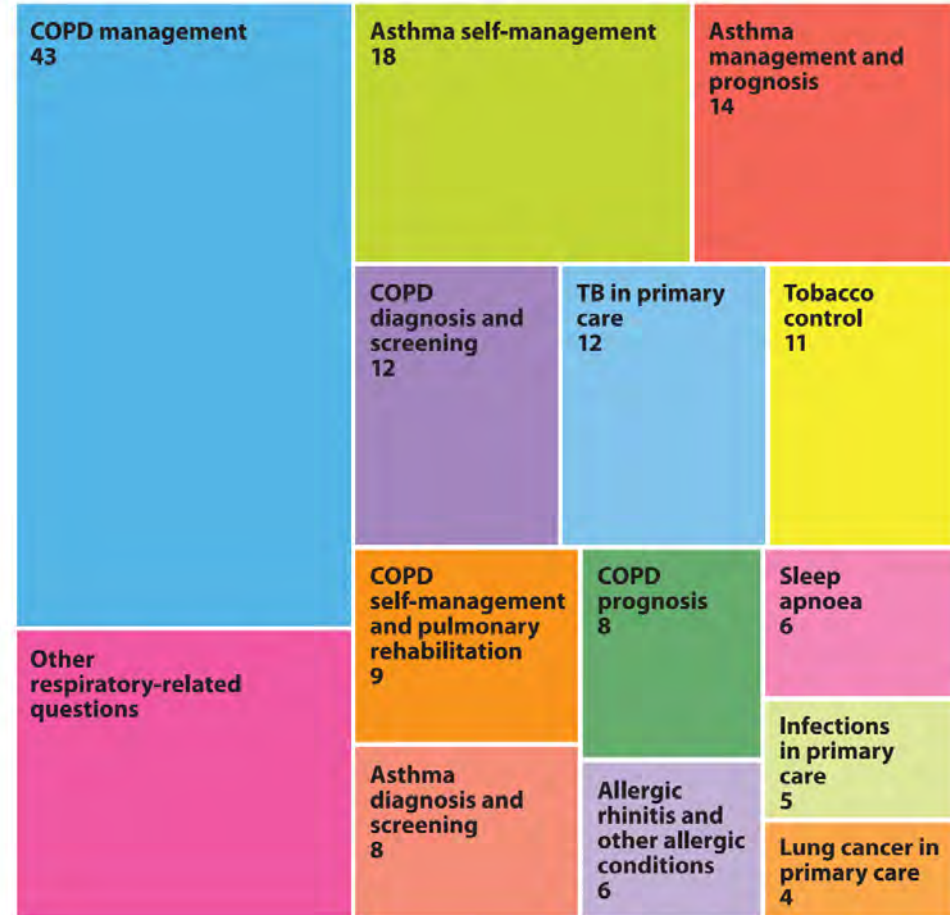 COPD management
43
Asthma self-management
18
Asthma
management and
prognosis
14
COPD
diagnosis and
screening
12
TB in primary
care
12
Tobacco
control
11
Other
respiratory-related
questions
COPD
self-management
and pulmonary
rehabilitation
9
COPD
prognosis
8
Sleep
apnoea
6
Asthma
diagnosis and
screening
8
Allergic
rhinitis and
other allergic
conditions
6
Infections
in primary
care
5
Lung cancer in
primary care
4